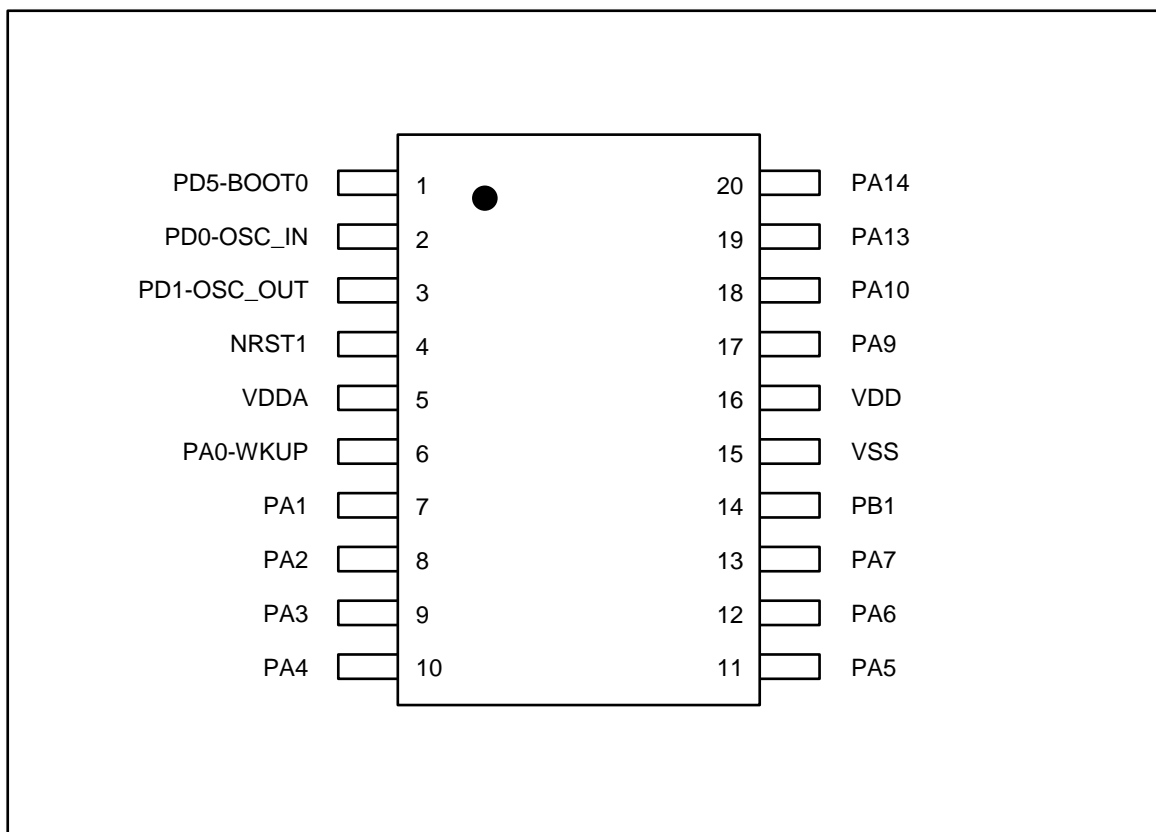 PD5-BOOT0 1 20 PA14
PD0-OSC_IN 2 19 PA13
PD1-OSC_OUT 3 18 PA10
NRST1 4 17 PA9
VDDA 5 16 VDD
PA0-WKUP 6 15 VSS
PA1 7 14 PB1
PA2 8 13 PA7
PA3 9 12 PA6
PA4 10 11 PA5